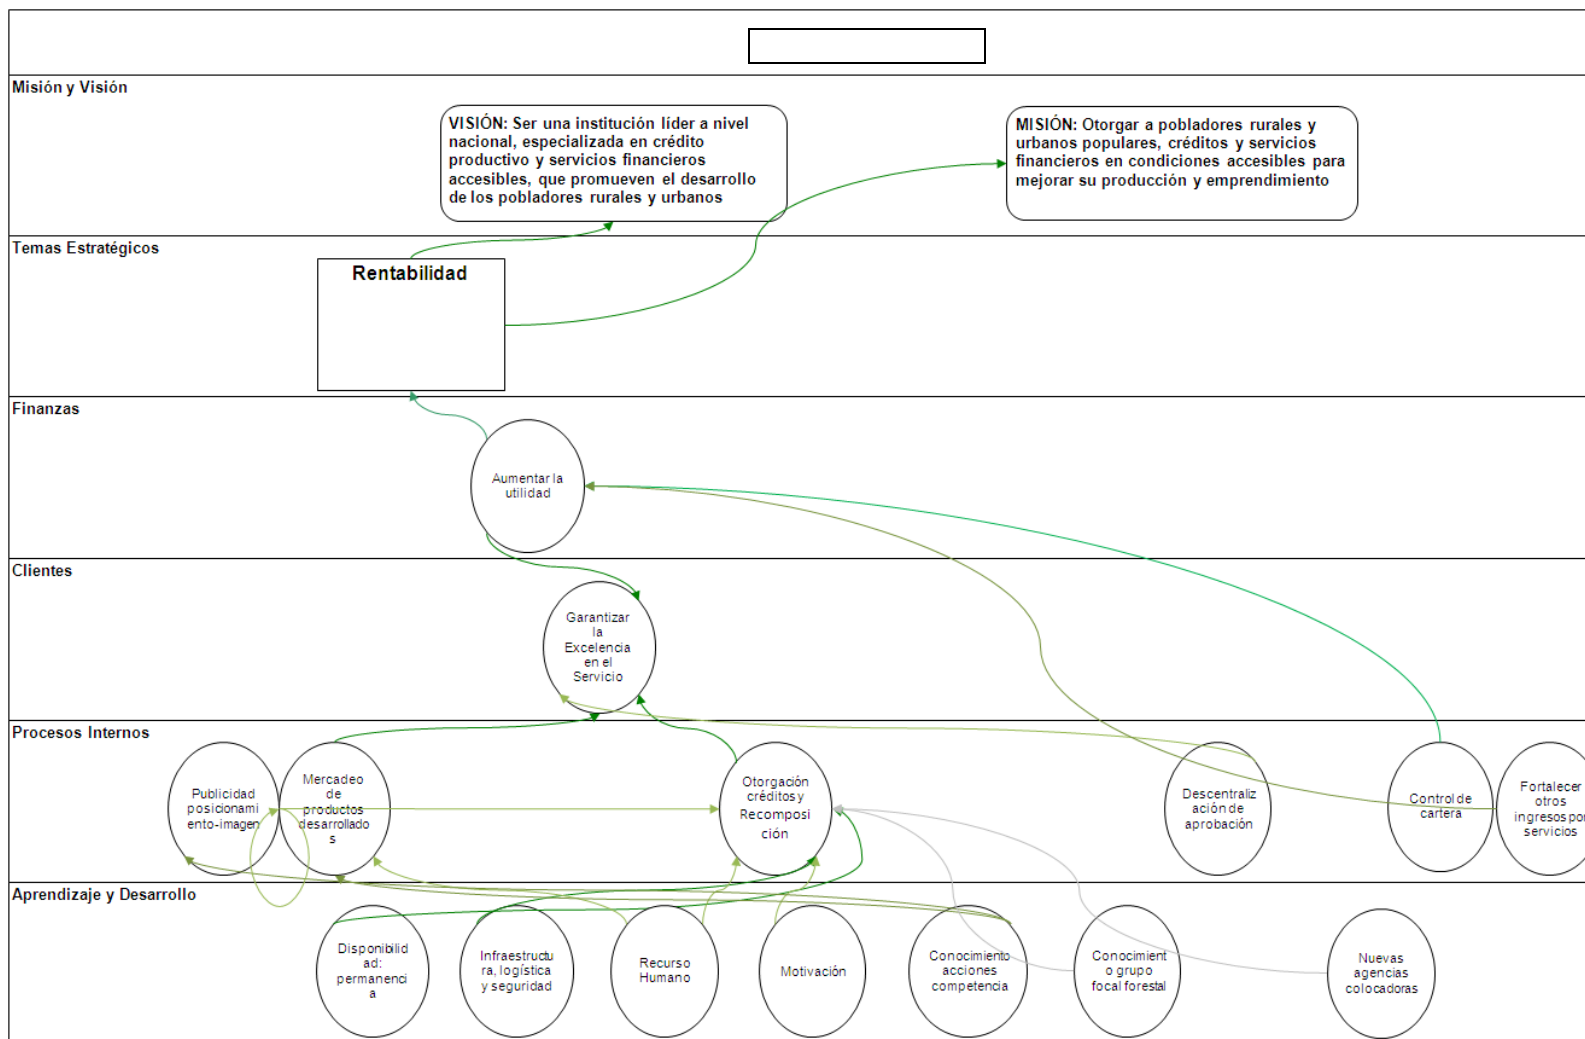 Misión y Visión
VISIÓN: Ser una institución líder a nivel
nacional, especializada en crédito
productivo y servicios financieros
accesibles, que promueven el desarrollo
de los pobladores rurales y urbanos
MISIÓN: Otorgar a pobladores rurales y
urbanos populares, créditos y servicios
financieros en condiciones accesibles para
mejorar su producción y emprendimiento
Temas Estratégicos
Rentabilidad
Finanzas
Aumentar la
utilidad
Clientes
Garantizar
la
Excelencia
en el
Servicio
Procesos Internos
Publicidad
posicionami
ento-imagen
Mercadeo
de
productos
desarrollado
s
Otorgación
créditos y
Recomposi
ción
Descentraliz
ación de
aprobación
Control de
cartera
Fortalecer
otros
ingresos por
servicios
Aprendizaje y Desarrollo
Disponibilid
ad:
permanenci
a
Infraestructu
ra, logística
y seguridad
Recurso
Humano
Motivación
Conocimiento
acciones
competencia
Conocimient
o grupo
focal forestal
Nuevas
agencias
colocadoras